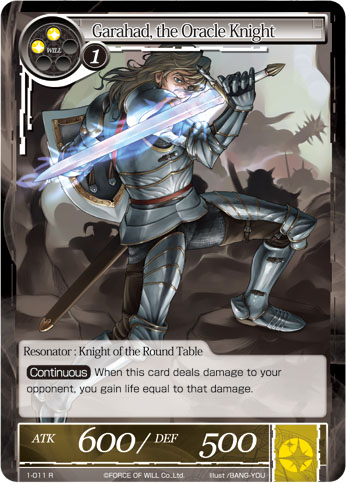 Garahad, the Oracle Knight
WILL
1
Resonator : Knight of the Round Table
Continuous When this card deals damage to your
opponent, you gain life equal to that damage.
ATK 600 / DEF 500
1-011 R ©FORCE OF WILL Co.,Ltd. Illust /BANG-YOU